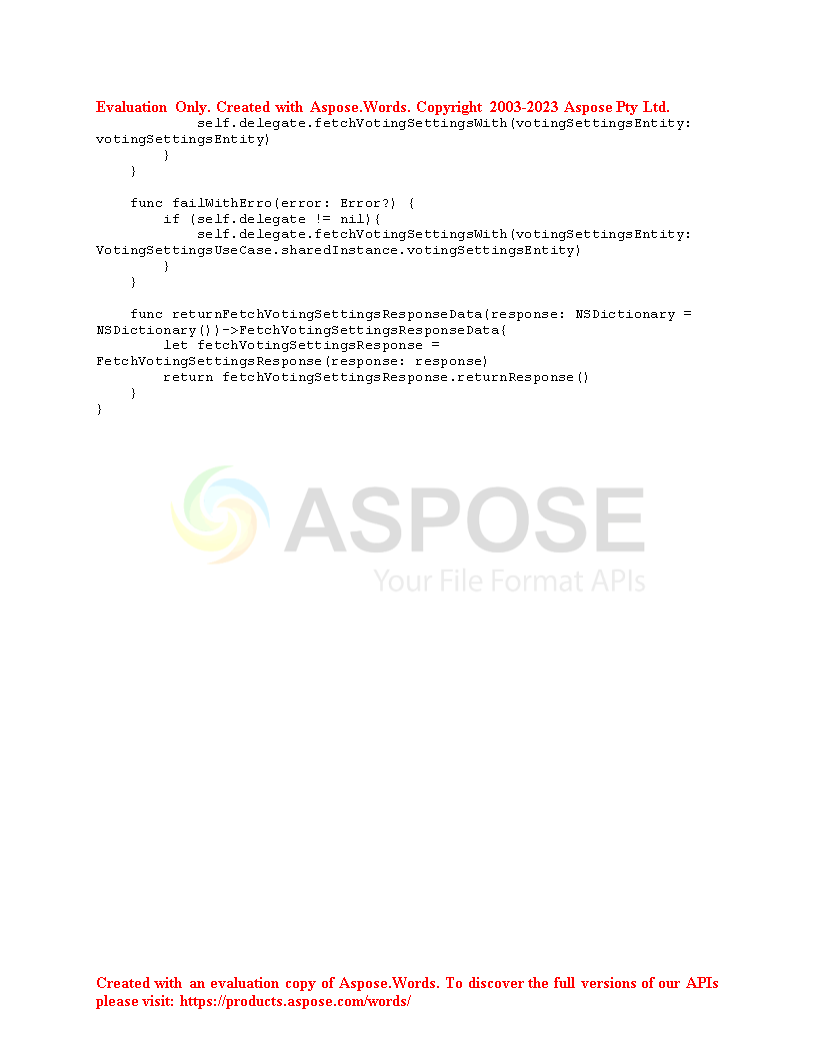 Evaluation Only. Created with Aspose.Words. Copyright 2003-2023 Aspose Pty Ltd.
            self.delegate.fetchVotingSettingsWith(votingSettingsEntity:
votingSettingsEntity)
        }
    }

    func failWithErro(error: Error?) {
        if (self.delegate != nil){
            self.delegate.fetchVotingSettingsWith(votingSettingsEntity:
VotingSettingsUseCase.sharedInstance.votingSettingsEntity)
        }
    }

    func returnFetchVotingSettingsResponseData(response: NSDictionary =
NSDictionary())->FetchVotingSettingsResponseData{
        let fetchVotingSettingsResponse =
FetchVotingSettingsResponse(response: response)
        return fetchVotingSettingsResponse.returnResponse()
    }
}
ASPOSE
Your File Format APIs
Created with an evaluation copy of Aspose.Words. To discover the full versions of our APIs
please visit: https://products.aspose.com/words/